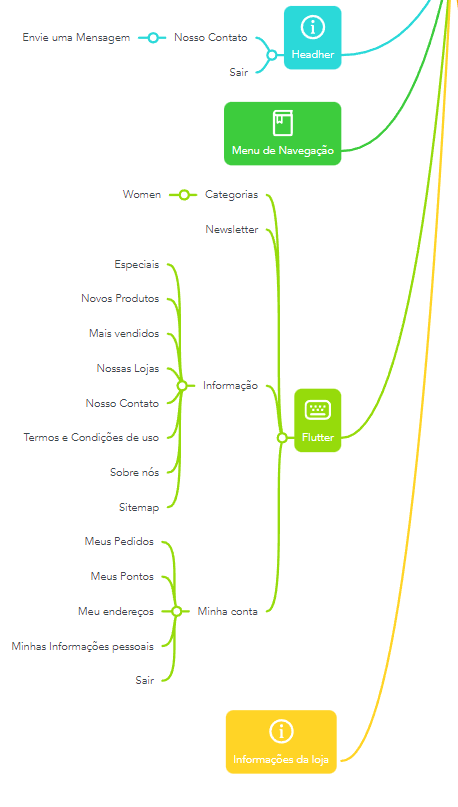 Envie uma Mensagem
Nosso Contato
Sair
Headher
Menu de Navegação
Women
Categorias
Newsletter
Especiais
Novos Produtos
Mais vendidos
Nossas Lojas
Informação
Nosso Contato
Termos e Condições de uso
Sobre nós
Sitemap
Flutter
Meus Pedidos
Meus Pontos
Meu endereços
Minha conta
Minhas Informações pessoais
Sair
Informações da loja